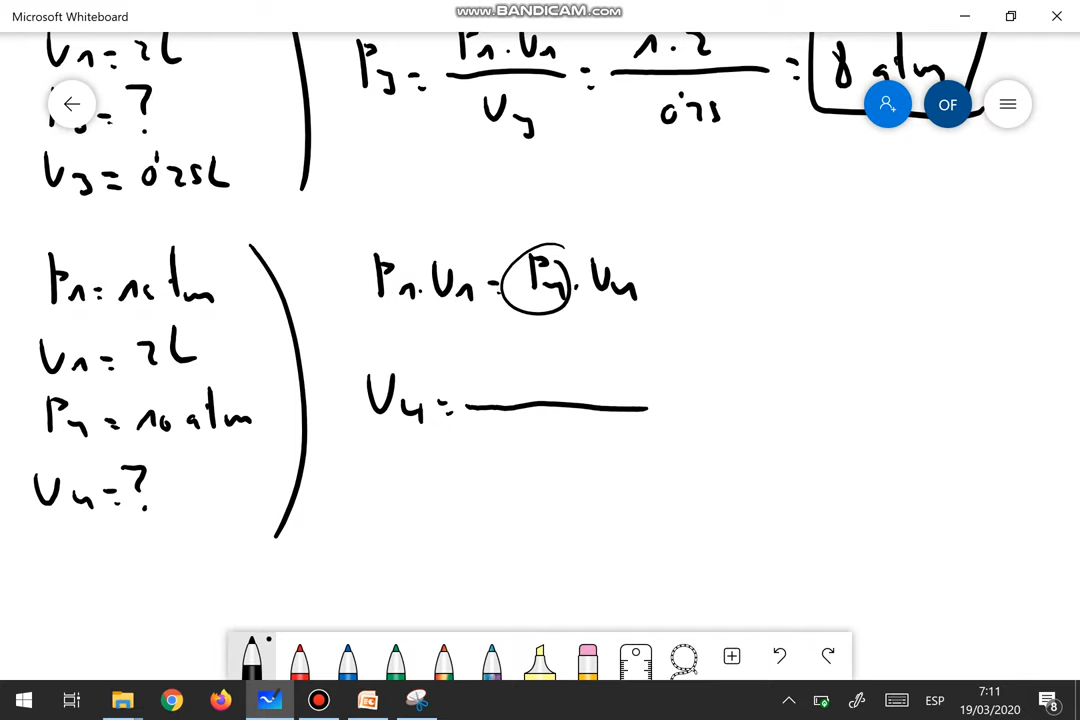 www.BANDICAM.com
Microsoft Whiteboard
V1 = 2L
P3 = ?
V3 = 0'25L
P3 = P1 · V1 / V3 = 1 · 2 / 0'25 = 8 atm
OF
P1 = 1 atm
V1 = 2L
P4 = 10 atm
V4 = ?
P1 · V1 = P4 · V4
V4 =
ESP
7:11
19/03/2020
8